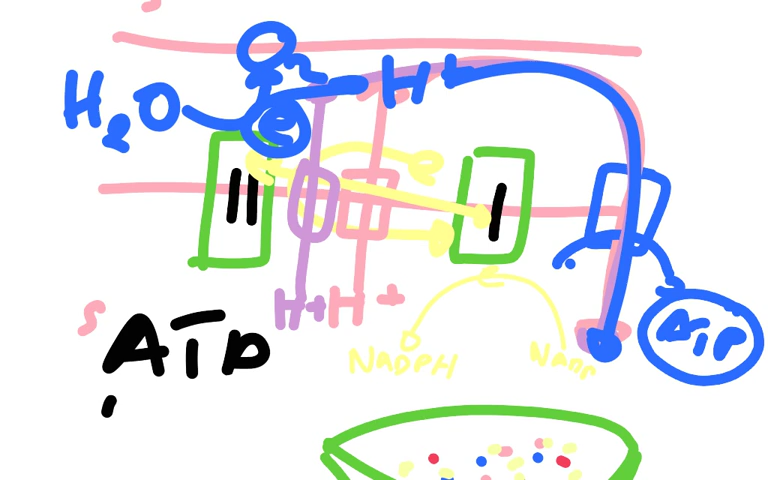 O₂
H₂O e H+
II I
e
H+ H+
S
ATP
NADPH NADP
ATP